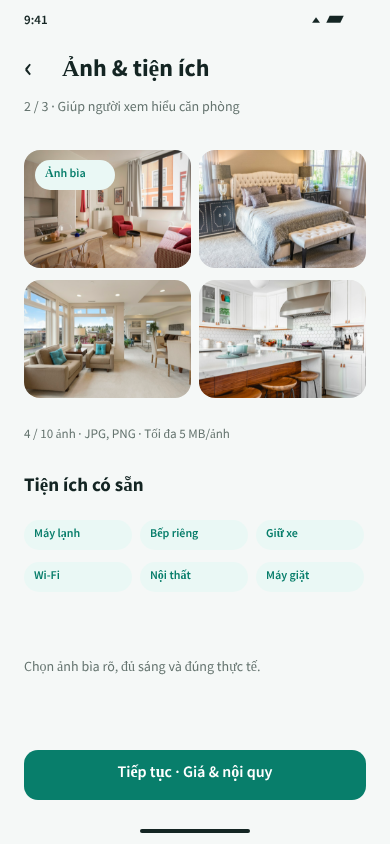 9:41
Ảnh & tiện ích
2 / 3 · Giúp người xem hiểu căn phòng
Ảnh bìa
4 / 10 ảnh · JPG, PNG · Tối đa 5 MB/ảnh
Tiện ích có sẵn
Máy lạnh
Bếp riêng
Giữ xe
Wi-Fi
Nội thất
Máy giặt
Chọn ảnh bìa rõ, đủ sáng và đúng thực tế.
Tiếp tục · Giá & nội quy